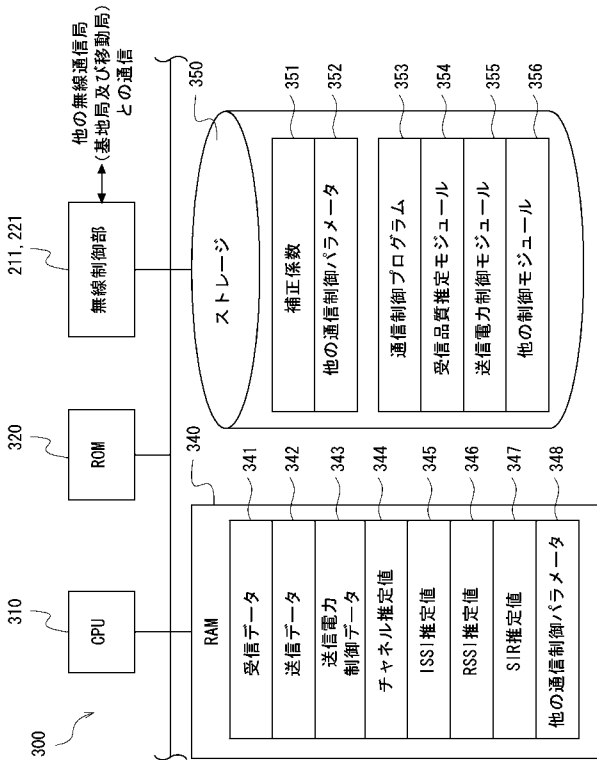 300
310
CPU
320
ROM
211, 221
無線制御部
他の無線通信局
(基地局及び移動局)
との通信
340
RAM
受信データ
341
送信データ
342
送信電力
制御データ
343
チャネル推定値
344
ISSI推定値
345
RSSI推定値
346
SIR推定値
347
他の通信制御パラメータ
348
350
ストレージ
補正係数
351
他の通信制御パラメータ
352
通信制御プログラム
353
受信品質推定モジュール
354
送信電力制御モジュール
355
他の制御モジュール
356